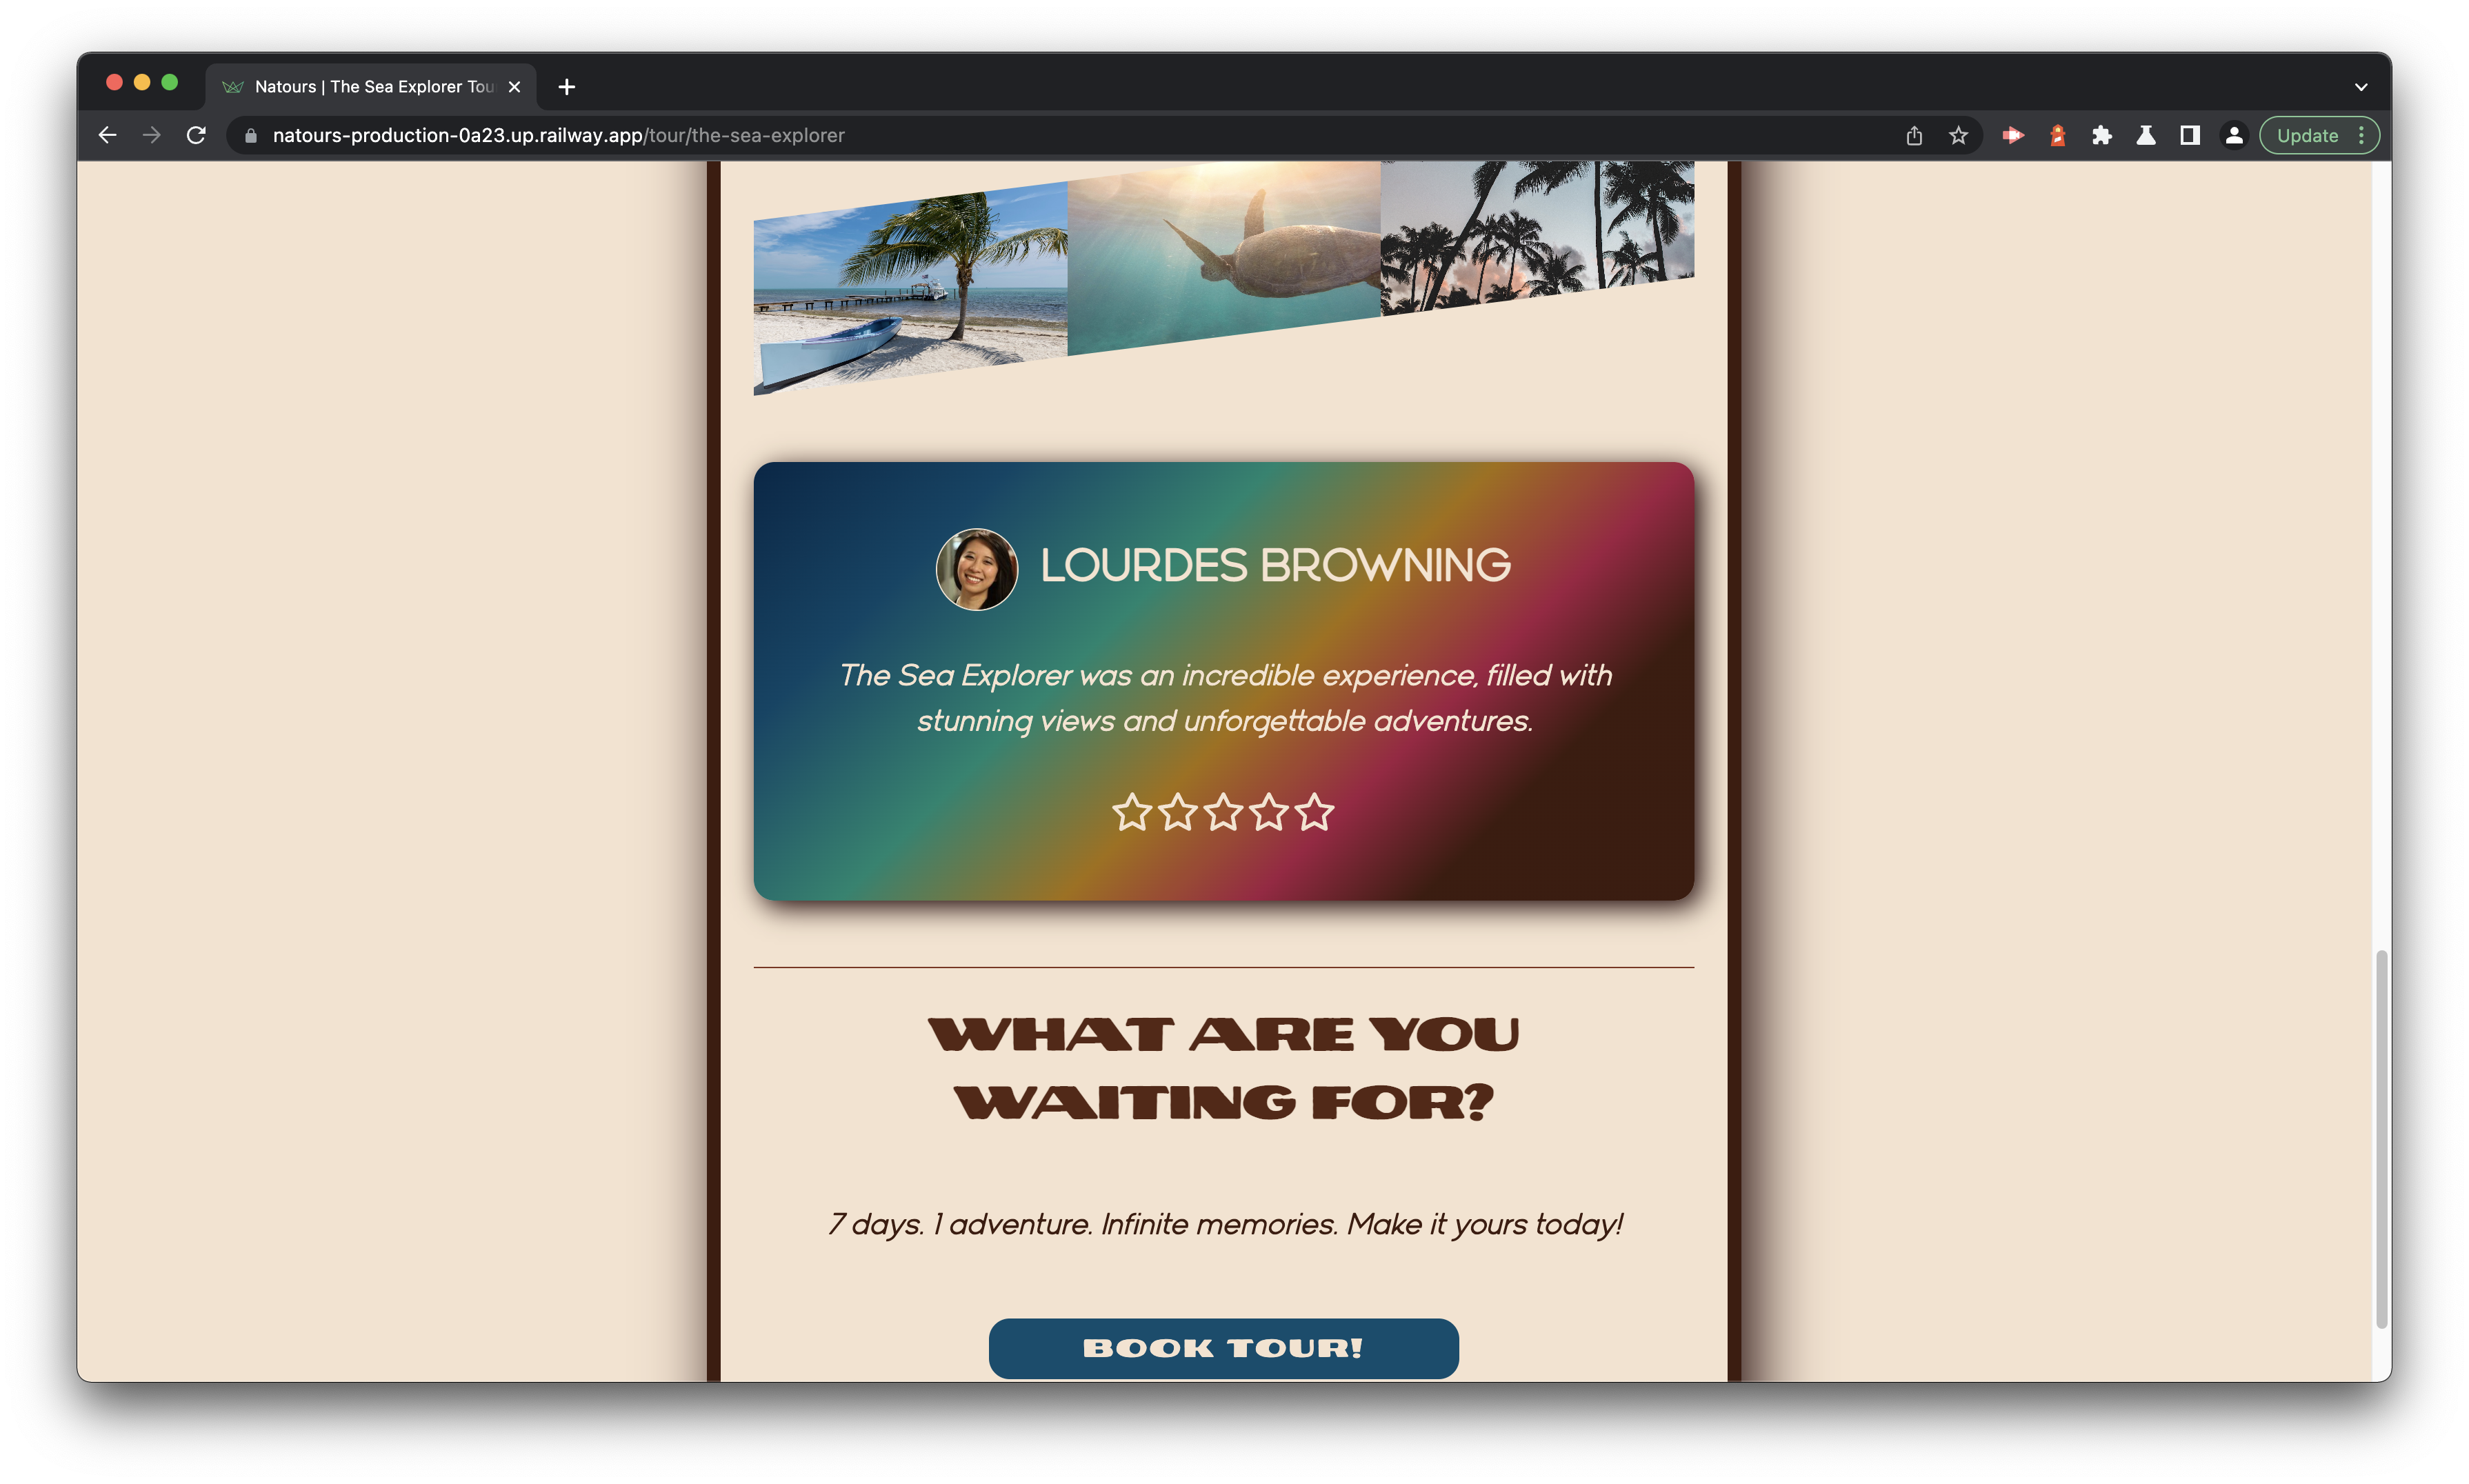 Natours | The Sea Explorer Tou
natours-production-0a23.up.railway.app/tour/the-sea-explorer
Update
LOURDES BROWNING
The Sea Explorer was an incredible experience, filled with
stunning views and unforgettable adventures.
WHAT ARE YOU
WAITING FOR?
7 days. 1 adventure. Infinite memories. Make it yours today!
BOOK TOUR!